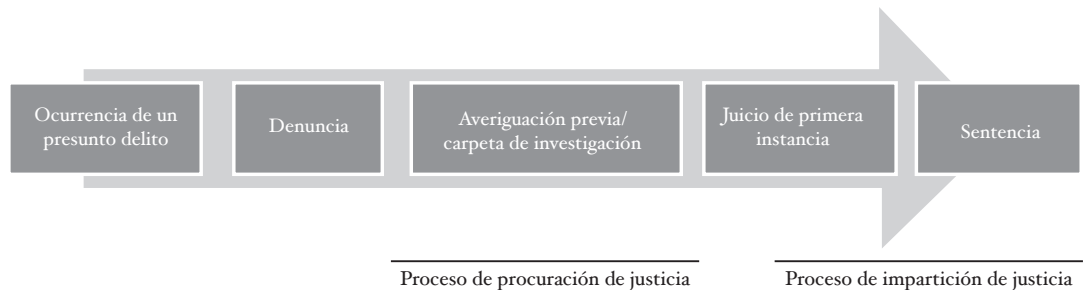 Ocurrencia de un
presunto delito
Denuncia
Averiguación previa/
carpeta de investigación
Juicio de primera
instancia
Sentencia
Proceso de procuración de justicia
Proceso de impartición de justicia